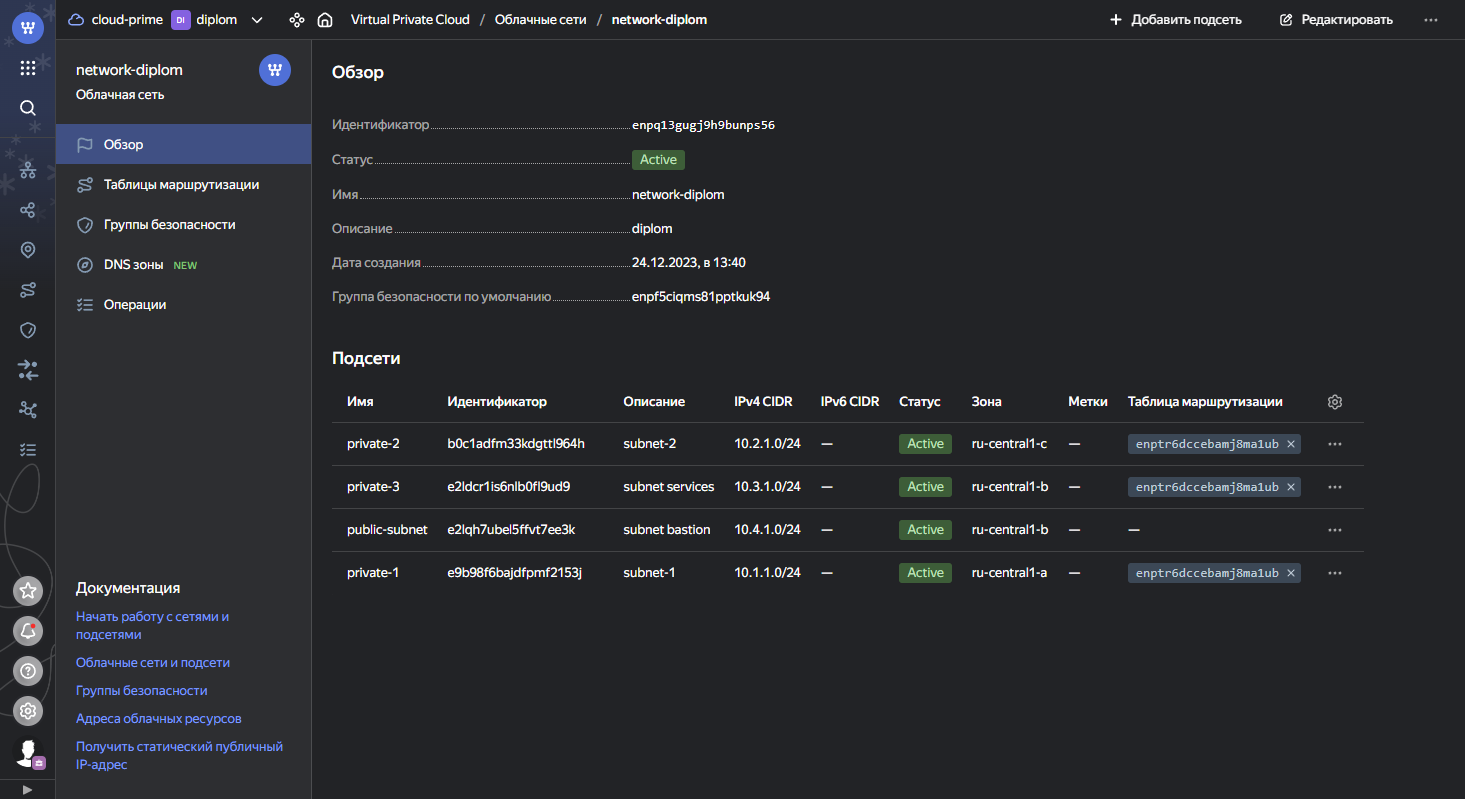 cloud-prime DI diplom Virtual Private Cloud / Облачные сети / network-diplom + Добавить подсеть Редактировать
network-diplom
Облачная сеть
Обзор
Таблицы маршрутизации
Группы безопасности
DNS зоны NEW
Операции
Документация
Начать работу с сетями и
подсетями
Облачные сети и подсети
Группы безопасности
Адреса облачных ресурсов
Получить статический публичный
IP-адрес
Обзор
Идентификатор enpq13gugj9h9bunps56
Статус Active
Имя network-diplom
Описание diplom
Дата создания 24.12.2023, в 13:40
Группа безопасности по умолчанию enpf5ciqms81pptkuk94
Подсети
Имя Идентификатор Описание IPv4 CIDR IPv6 CIDR Статус Зона Метки Таблица маршрутизации
private-2 b0c1adfm33kdgttl964h subnet-2 10.2.1.0/24 — Active ru-central1-c — enptr6dccebamj8ma1ub ×
private-3 e2ldcr1is6nlb0fl9ud9 subnet services 10.3.1.0/24 — Active ru-central1-b — enptr6dccebamj8ma1ub ×
public-subnet e2lqh7ubel5ffvt7ee3k subnet bastion 10.4.1.0/24 — Active ru-central1-b — —
private-1 e9b98f6bajdfpmf2153j subnet-1 10.1.1.0/24 — Active ru-central1-a — enptr6dccebamj8ma1ub ×